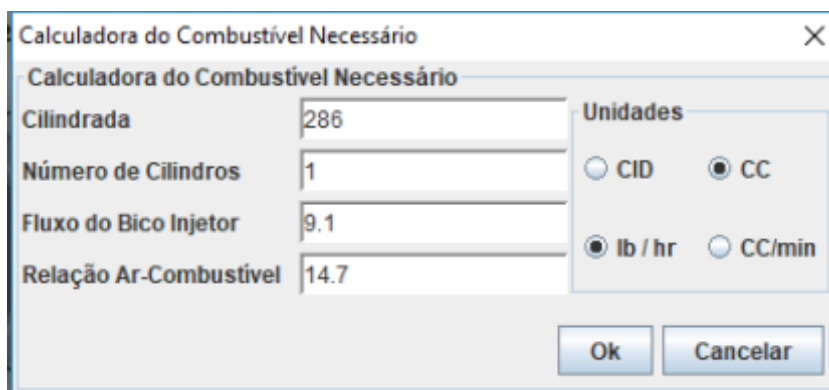 Calculadora do Combustível Necessário
Calculadora do Combustível Necessário
Cilindrada 286
Número de Cilindros 1
Fluxo do Bico Injetor 9.1
Relação Ar-Combustível 14.7
Unidades
CID CC
lb / hr CC/min
Ok Cancelar